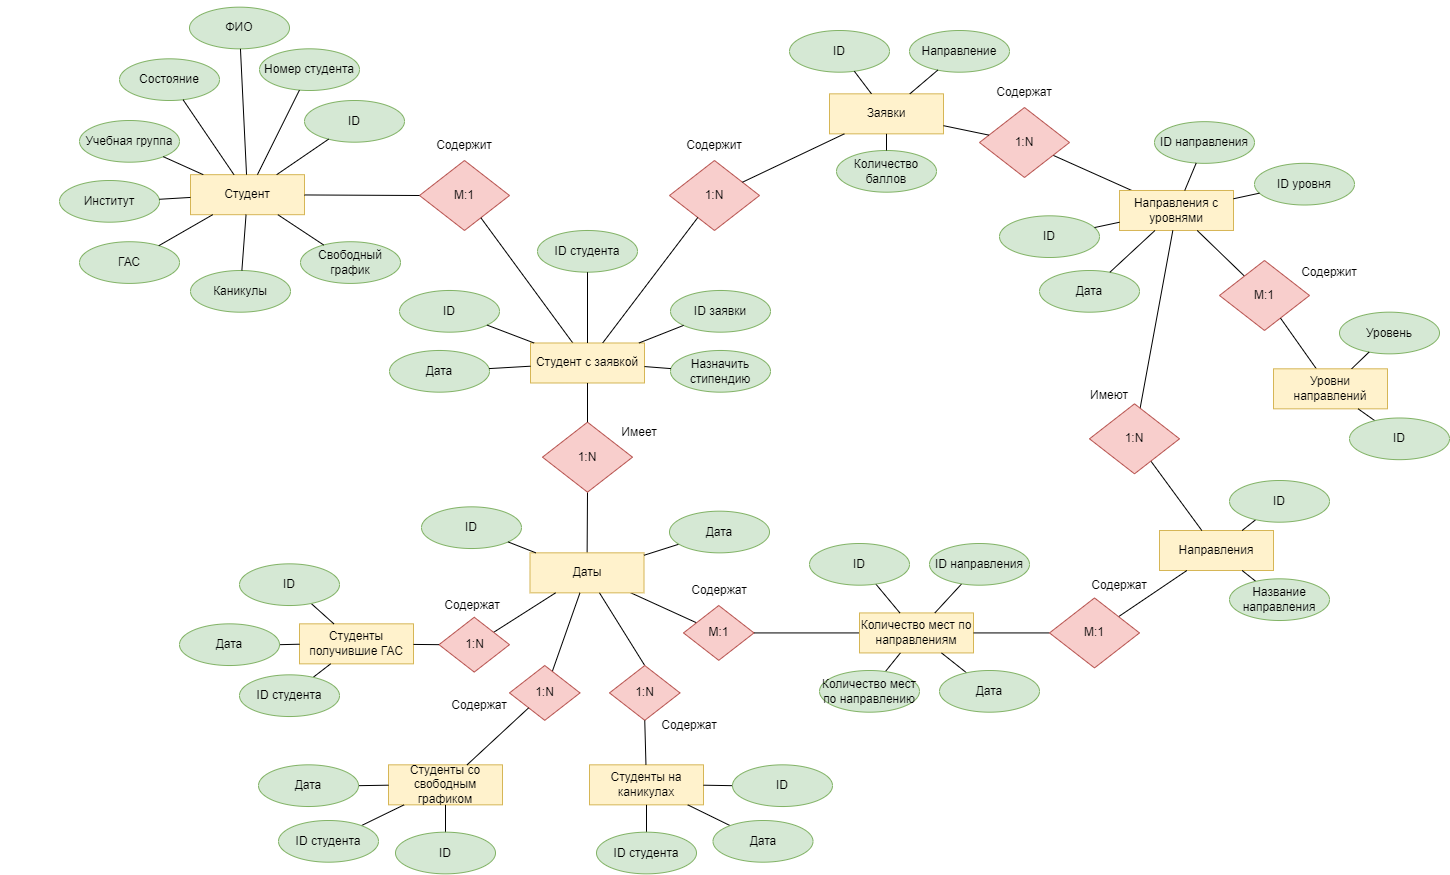 ФИО
Номер студента
Состояние
ID
Учебная группа
Студент
Институт
ГАС
Каникулы
Свободный
график
Содержит
M:1
Содержит
1:N
ID
Направление
Заявки
Количество
баллов
Содержат
1:N
ID направления
ID уровня
Направления с
уровнями
ID
Дата
Содержит
M:1
Уровень
Уровни
направлений
ID
ID студента
ID
ID заявки
Студент с заявкой
Дата
Назначить
стипендию
Имеет
1:N
Имеют
1:N
ID
Дата
Даты
ID
Направления
Название
направления
Содержат
M:1
ID
ID направления
Количество мест по
направлениям
Количество мест
по направлению
Дата
Содержат
M:1
ID
Содержат
1:N
Студенты
получившие ГАС
Дата
ID студента
1:N
Содержат
1:N
Содержат
Студенты со
свободным
графиком
Дата
ID студента
ID
Студенты на
каникулах
ID
Дата
ID студента